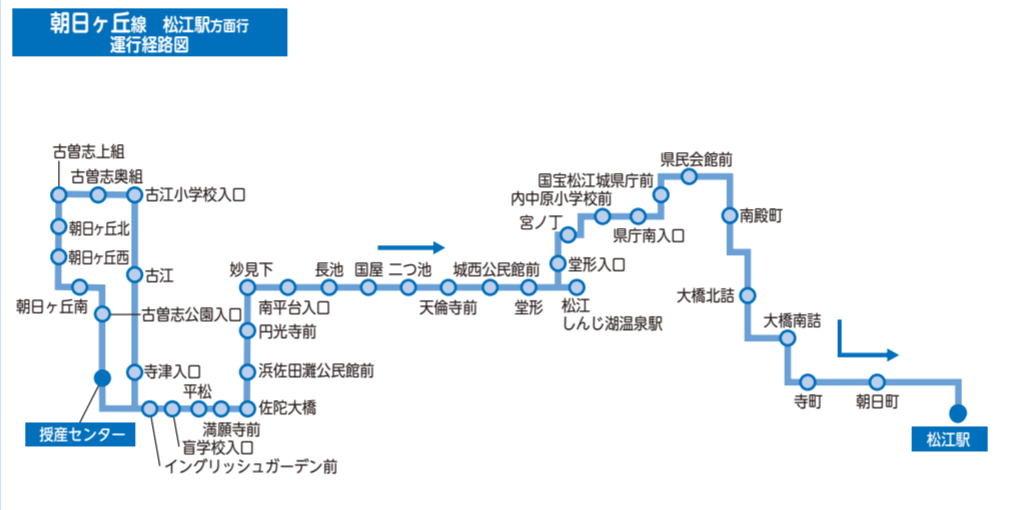 朝日ヶ丘線 松江駅方面行
運行経路図
古曽志上組
古曽志奥組
古江小学校入口
朝日ヶ丘北
朝日ヶ丘西
朝日ヶ丘南
古江
古曽志公園入口
寺津入口
授産センター
イングリッシュガーデン前
盲学校入口
平松
満願寺前
佐陀大橋
浜佐田灘公民館前
円光寺前
妙見下
南平台入口
長池
国屋
二つ池
天倫寺前
城西公民館前
堂形
松江
しんじ湖温泉駅
堂形入口
宮ノ丁
内中原小学校前
県庁南入口
国宝松江城県庁前
県民会館前
南殿町
大橋北詰
大橋南詰
寺町
朝日町
松江駅